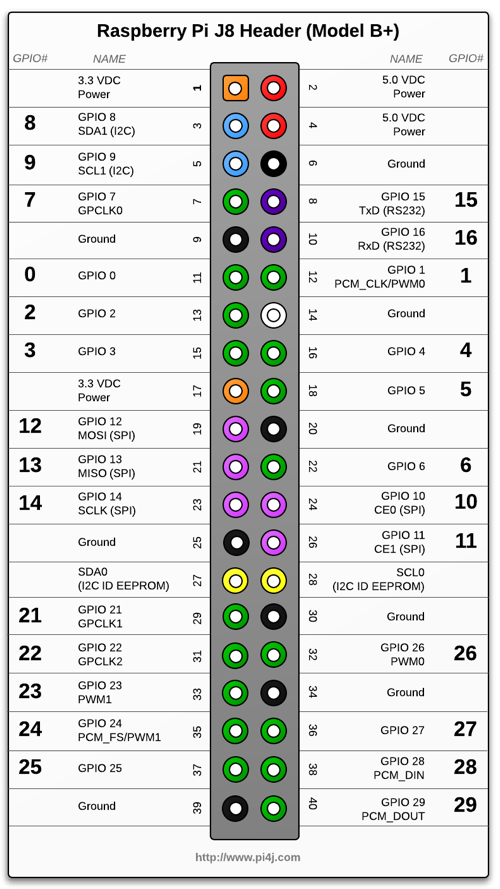 Raspberry Pi J8 Header (Model B+)
GPIO# NAME NAME GPIO#
3.3 VDC
Power
1 2
5.0 VDC
Power
8
GPIO 8
SDA1 (I2C)
3 4
5.0 VDC
Power
9
GPIO 9
SCL1 (I2C)
5 6
Ground
7
GPIO 7
GPCLK0
7 8
GPIO 15
TxD (RS232)
15
Ground
9 10
GPIO 16
RxD (RS232)
16
0
GPIO 0
11 12
GPIO 1
PCM_CLK/PWM0
1
2
GPIO 2
13 14
Ground
3
GPIO 3
15 16
GPIO 4
4
3.3 VDC
Power
17 18
GPIO 5
5
12
GPIO 12
MOSI (SPI)
19 20
Ground
13
GPIO 13
MISO (SPI)
21 22
GPIO 6
6
14
GPIO 14
SCLK (SPI)
23 24
GPIO 10
CE0 (SPI)
10
Ground
25 26
GPIO 11
CE1 (SPI)
11
SDA0
(I2C ID EEPROM)
27 28
SCL0
(I2C ID EEPROM)
21
GPIO 21
GPCLK1
29 30
Ground
22
GPIO 22
GPCLK2
31 32
GPIO 26
PWM0
26
23
GPIO 23
PWM1
33 34
Ground
24
GPIO 24
PCM_FS/PWM1
35 36
GPIO 27
27
25
GPIO 25
37 38
GPIO 28
PCM_DIN
28
Ground
39 40
GPIO 29
PCM_DOUT
29
http://www.pi4j.com